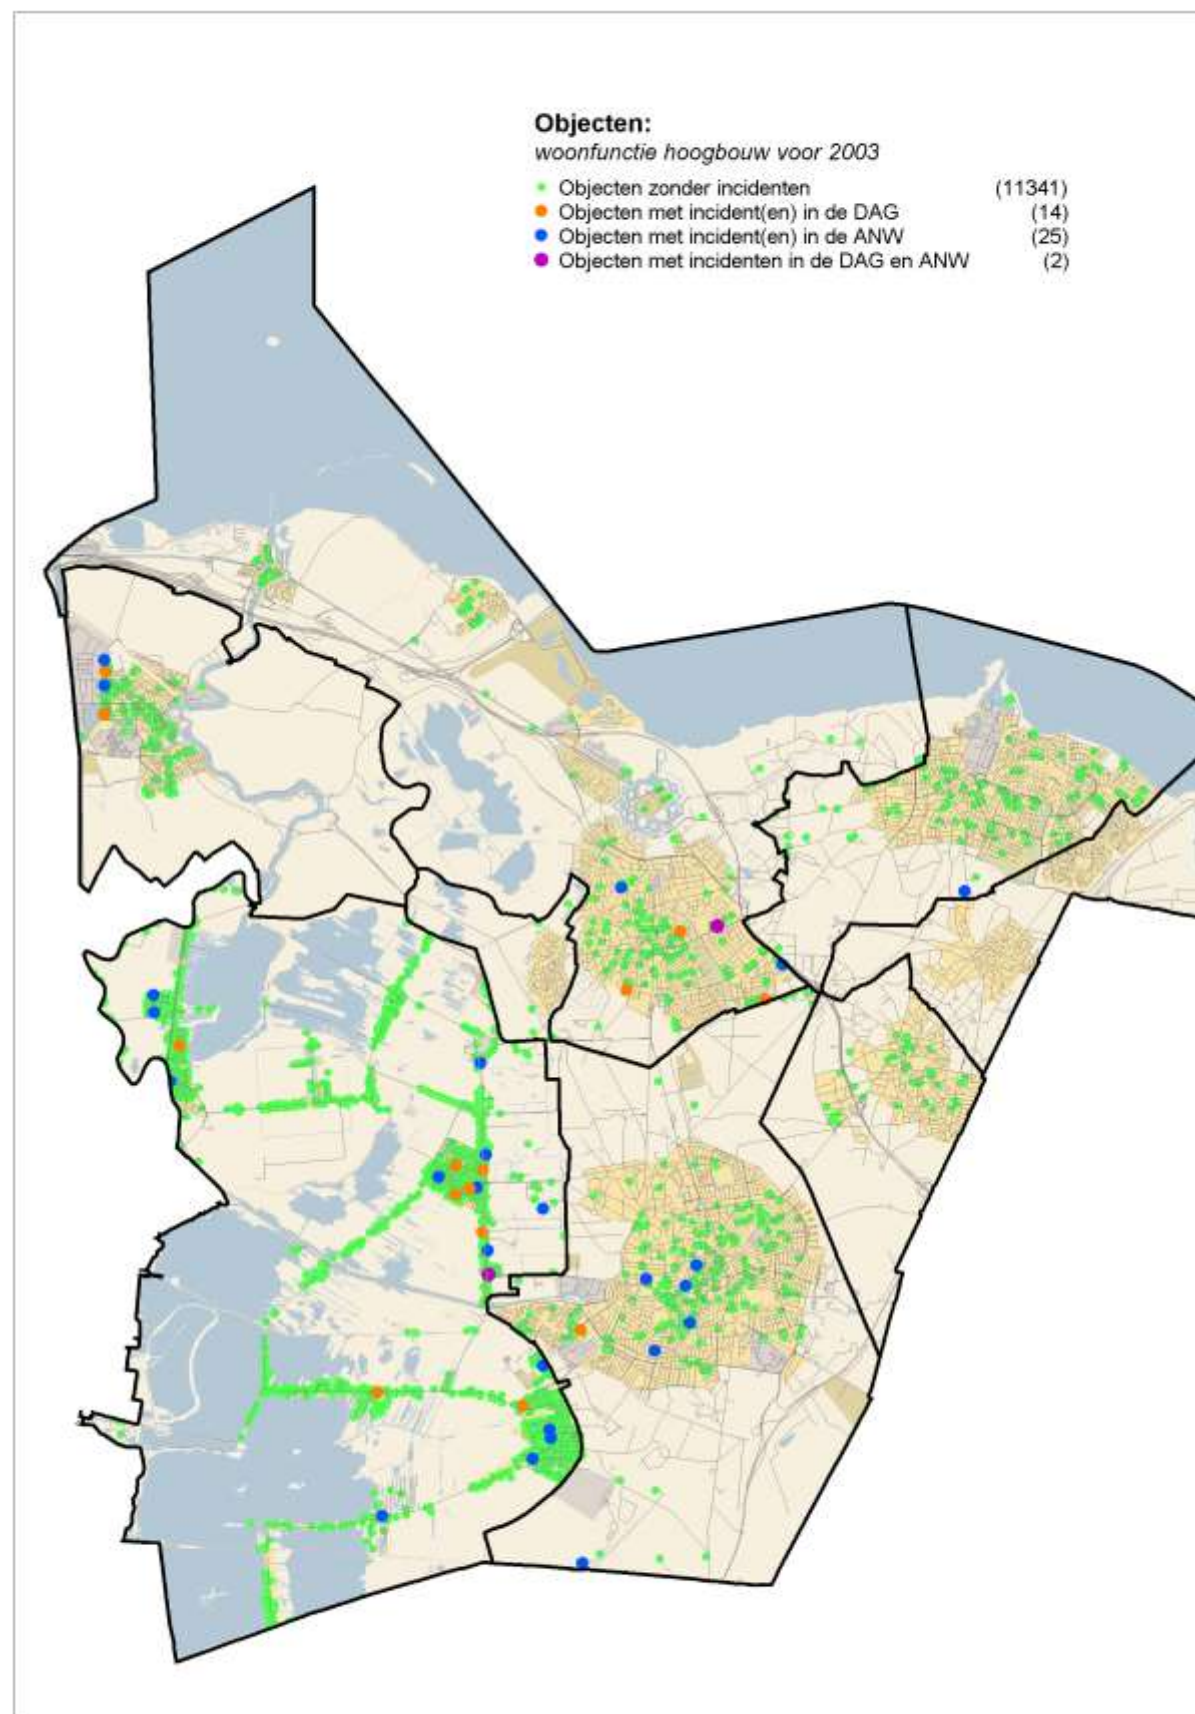 Objecten:
woonfunctie hoogbouw voor 2003
Objecten zonder incidenten (11341)
Objecten met incident(en) in de DAG (14)
Objecten met incident(en) in de ANW (25)
Objecten met incidenten in de DAG en ANW (2)